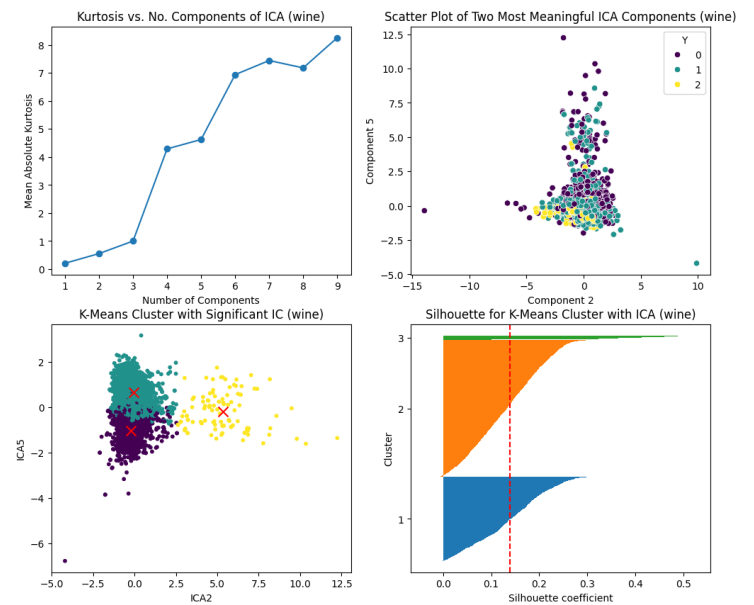 Kurtosis vs. No. Components of ICA (wine)
Mean Absolute Kurtosis
8
7
6
5
4
3
2
1
0
1 2 3 4 5 6 7 8 9
Number of Components
Scatter Plot of Two Most Meaningful ICA Components (wine)
Component 5
12.5
10.0
7.5
5.0
2.5
0.0
−2.5
−5.0
Y
0
1
2
−15 −10 −5 0 5 10
Component 2
K-Means Cluster with Significant IC (wine)
ICA5
2
0
−2
−4
−6
−5.0 −2.5 0.0 2.5 5.0 7.5 10.0 12.5
ICA2
Silhouette for K-Means Cluster with ICA (wine)
Cluster
3
2
1
0.0 0.1 0.2 0.3 0.4 0.5
Silhouette coefficient